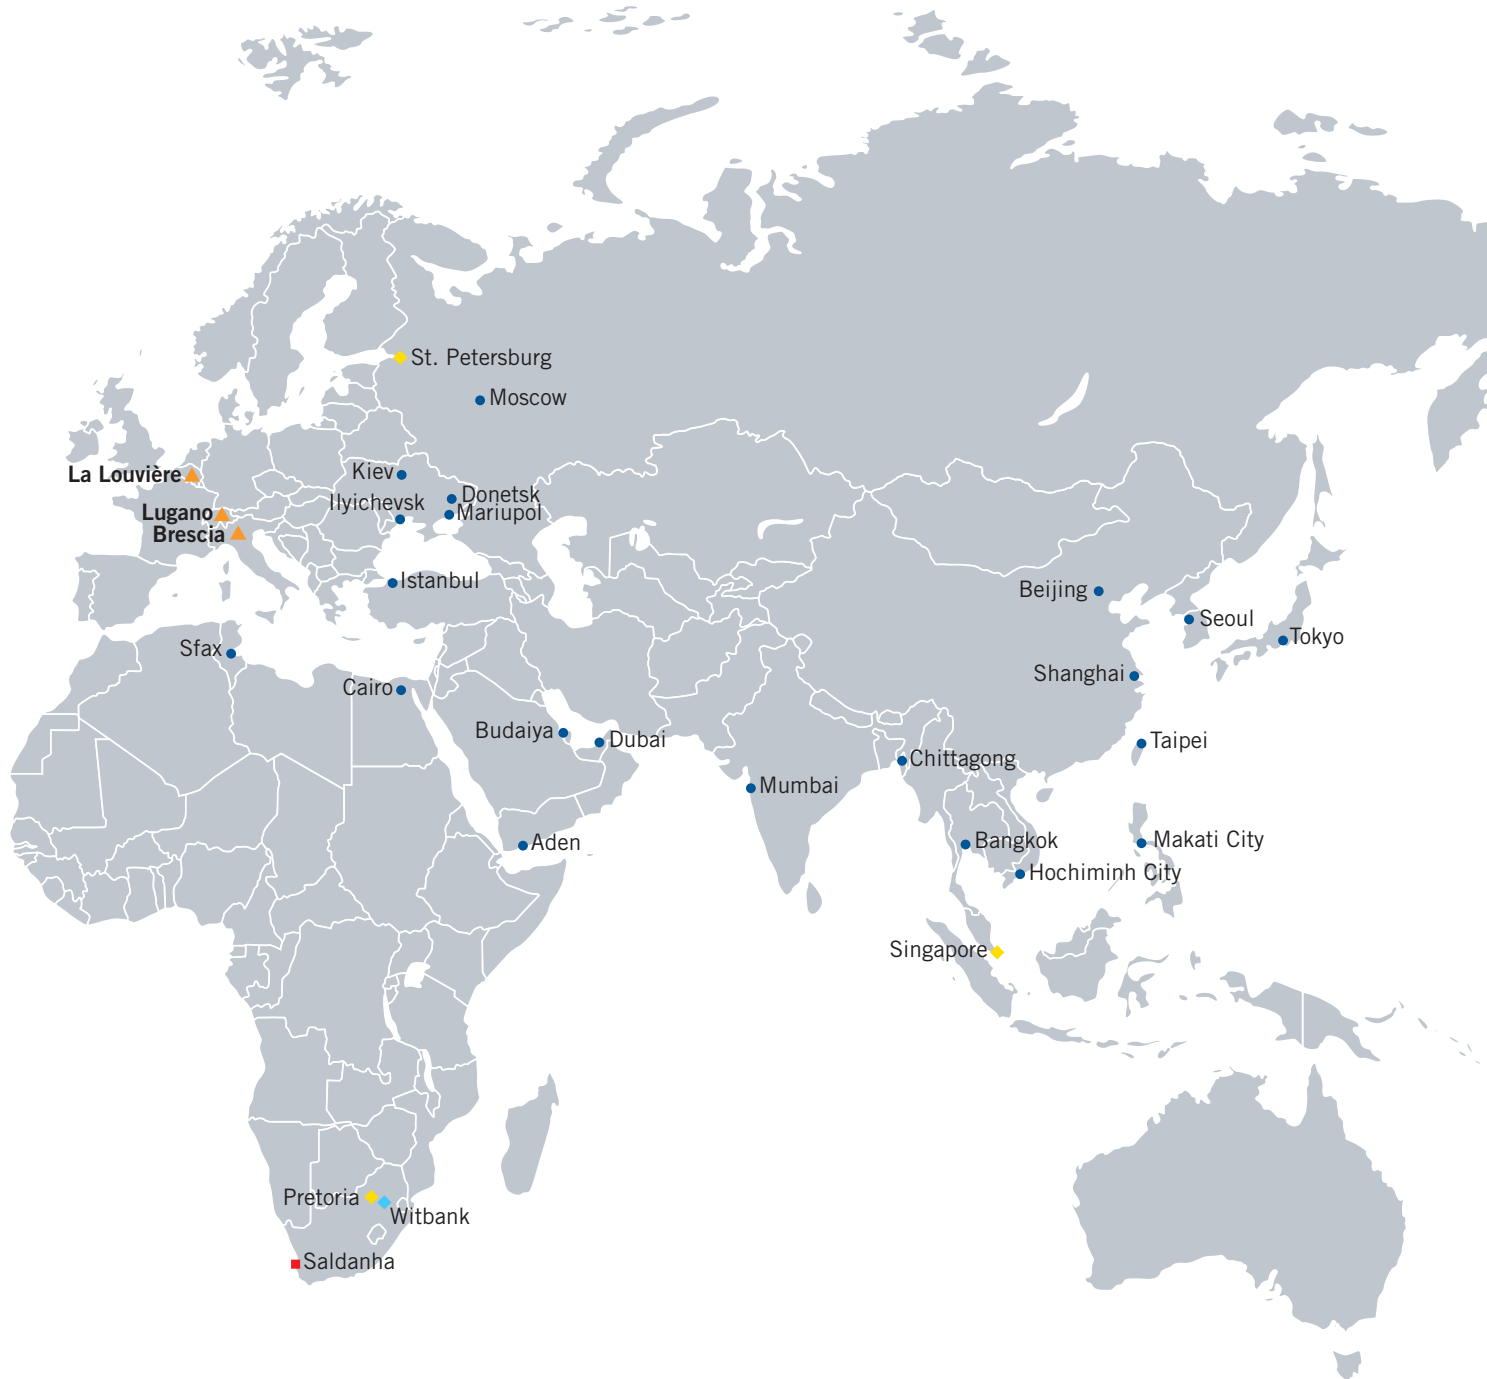 St. Petersburg
Moscow
La Louvière
Kiev
Donetsk
Ilyichevsk
Mariupol
Lugano
Brescia
Istanbul
Beijing
Seoul
Tokyo
Sfax
Shanghai
Cairo
Budaiya
Dubai
Taipei
Chittagong
Mumbai
Aden
Bangkok
Makati City
Hochiminh City
Singapore
Pretoria
Witbank
Saldanha